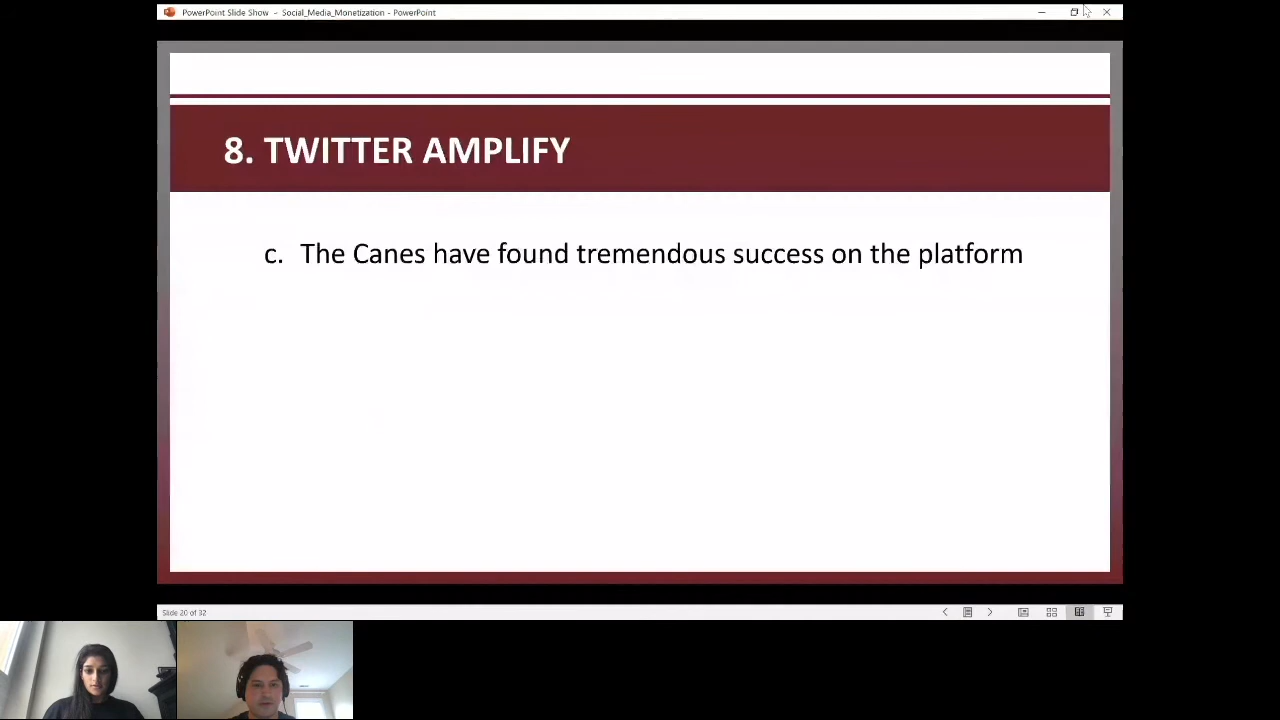 PowerPoint Slide Show - Social_Media_Monetization - PowerPoint
8. TWITTER AMPLIFY
c. The Canes have found tremendous success on the platform
Slide 20 of 32